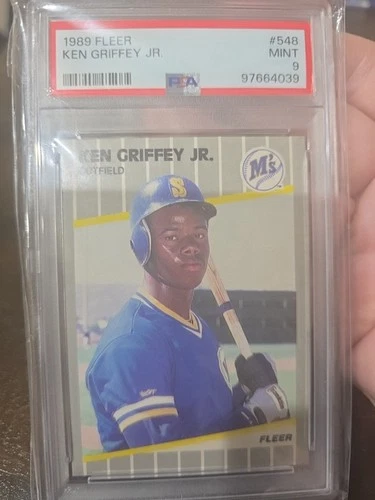 1989 FLEER #548
KEN GRIFFEY JR. MINT
9
PSA 97664039
KEN GRIFFEY JR.
OUTFIELD
M's
S
FLEER